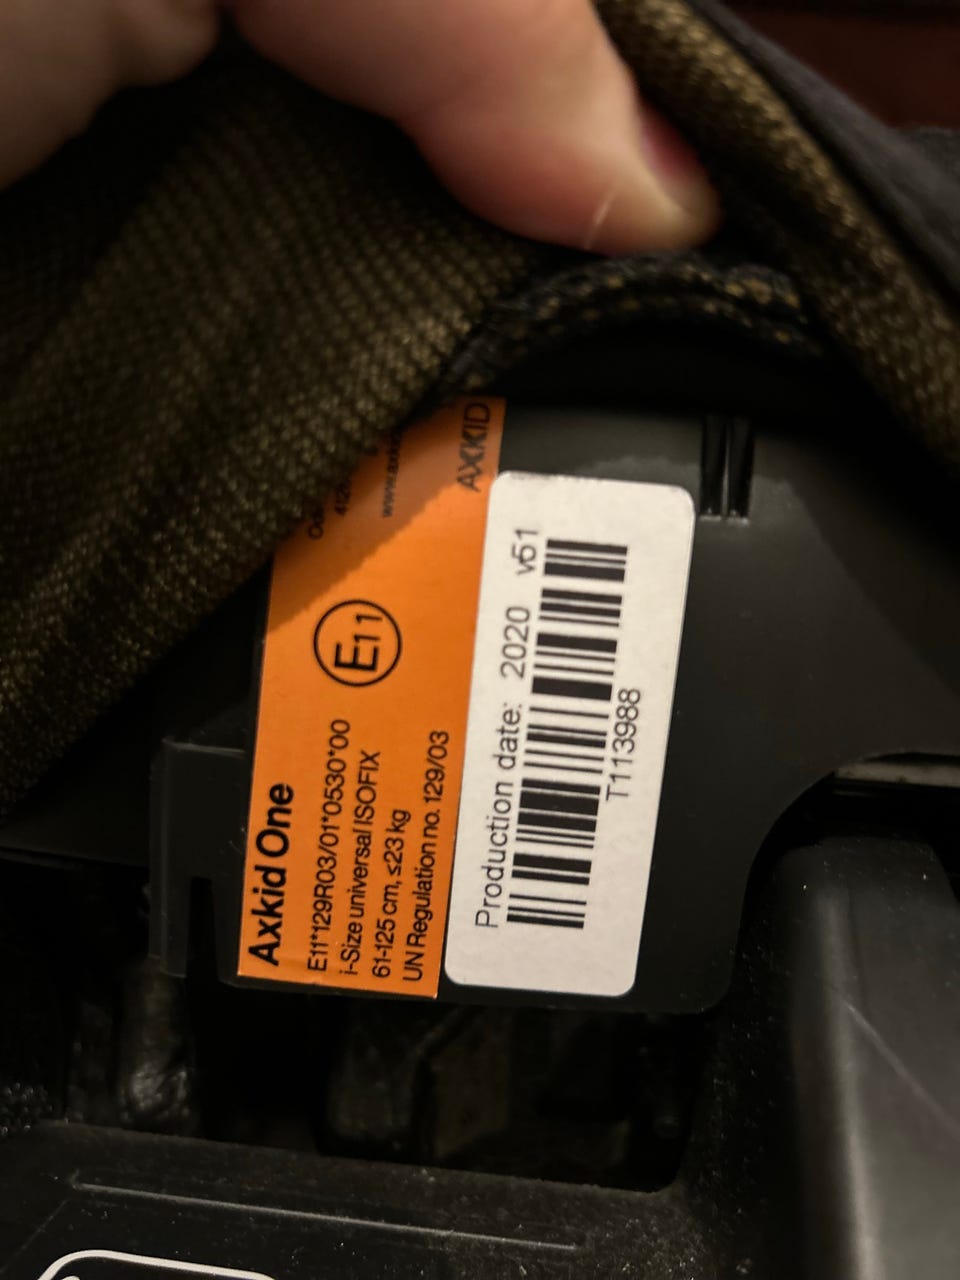 Axkid One
E11*129R03/01*0530*00
i-Size universal ISOFIX
61-125 cm, ≤23 kg
UN Regulation no. 129/03
E11
AXKID
Production date: 2020 v51
T113988